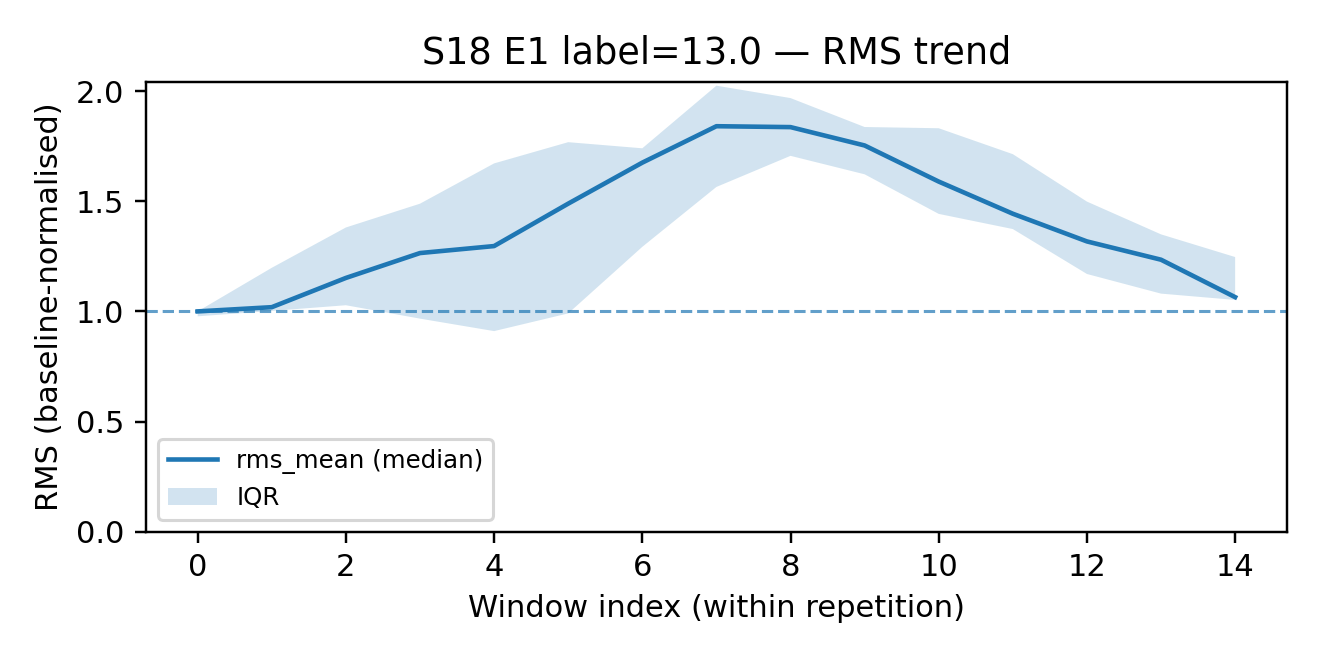 S18 E1 label=13.0 — RMS trend
RMS (baseline-normalised)
2.0
1.5
1.0
0.5
0.0
rms_mean (median)
IQR
0 2 4 6 8 10 12 14
Window index (within repetition)